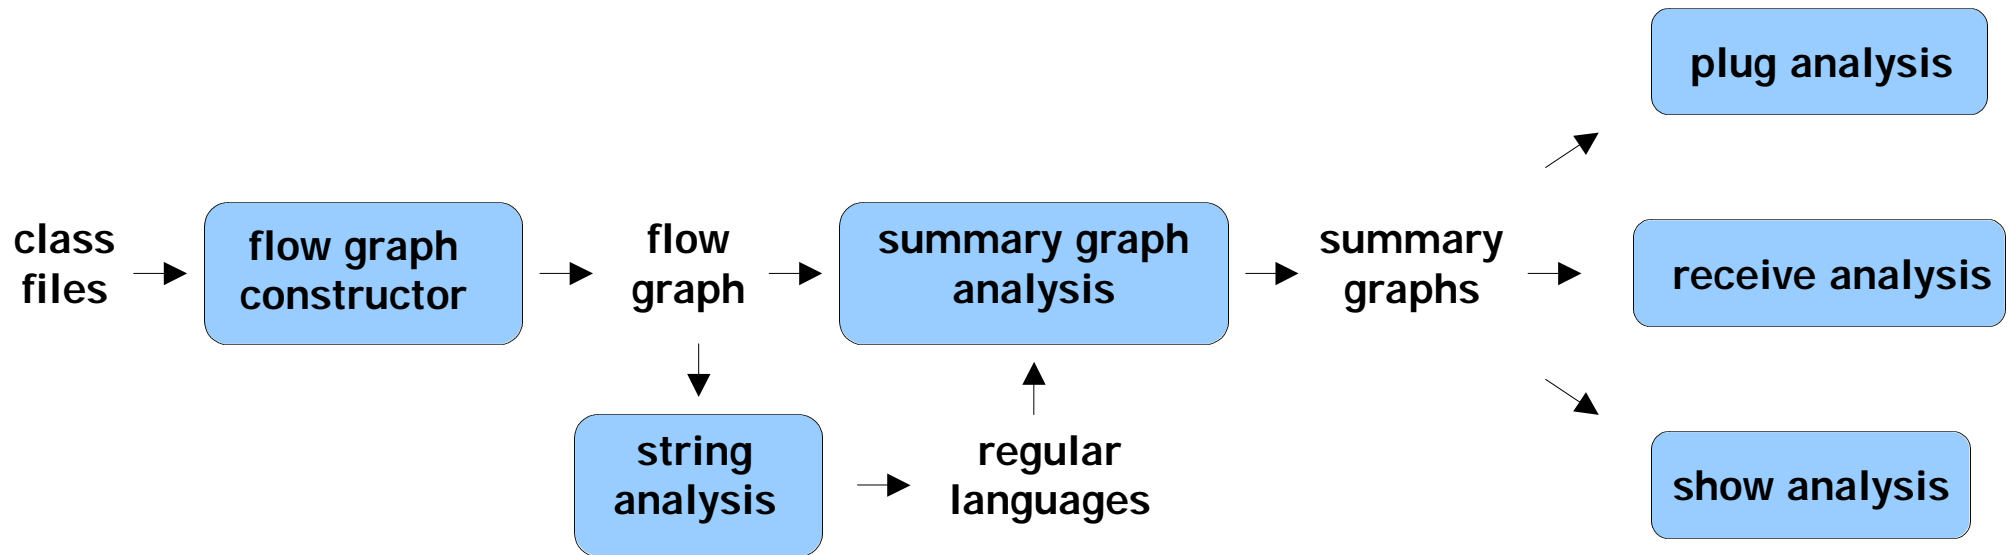 class
files
flow graph
constructor
flow
graph
string
analysis
regular
languages
summary graph
analysis
summary
graphs
plug analysis
receive analysis
show analysis